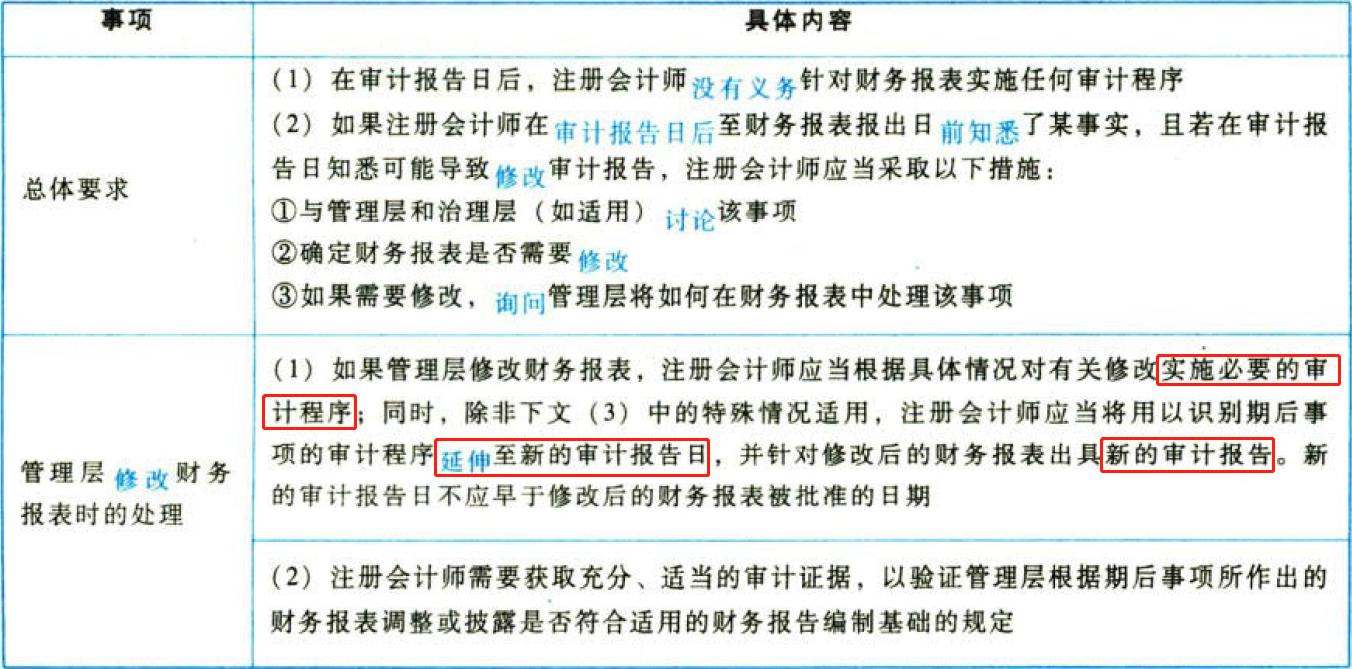 事项
具体内容
总体要求
（1）在审计报告日后，注册会计师没有义务针对财务报表实施任何审计程序
（2）如果注册会计师在审计报告日后至财务报表报出日前知悉了某事实，且若在审计报
告日知悉可能导致修改审计报告，注册会计师应当采取以下措施：
①与管理层和治理层（如适用）讨论该事项
②确定财务报表是否需要修改
③如果需要修改，询问管理层将如何在财务报表中处理该事项
管理层修改财务
报表时的处理
（1）如果管理层修改财务报表，注册会计师应当根据具体情况对有关修改实施必要的审
计程序；同时，除非下文（3）中的特殊情况适用，注册会计师应当将用以识别期后事
项的审计程序延伸至新的审计报告日，并针对修改后的财务报表出具新的审计报告。新
的审计报告日不应早于修改后的财务报表被批准的日期
（2）注册会计师需要获取充分、适当的审计证据，以验证管理层根据期后事项所作出的
财务报表调整或披露是否符合适用的财务报告编制基础的规定